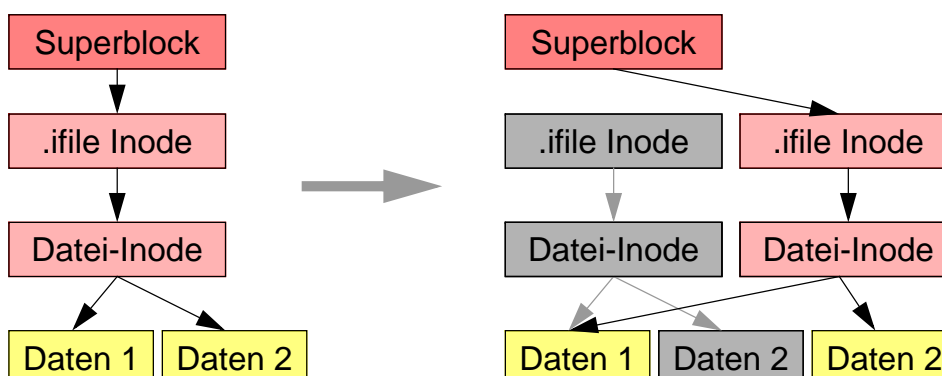 Superblock
.ifile Inode
Datei-Inode
Daten 1 Daten 2
Superblock
.ifile Inode .ifile Inode
Datei-Inode Datei-Inode
Daten 1 Daten 2 Daten 2